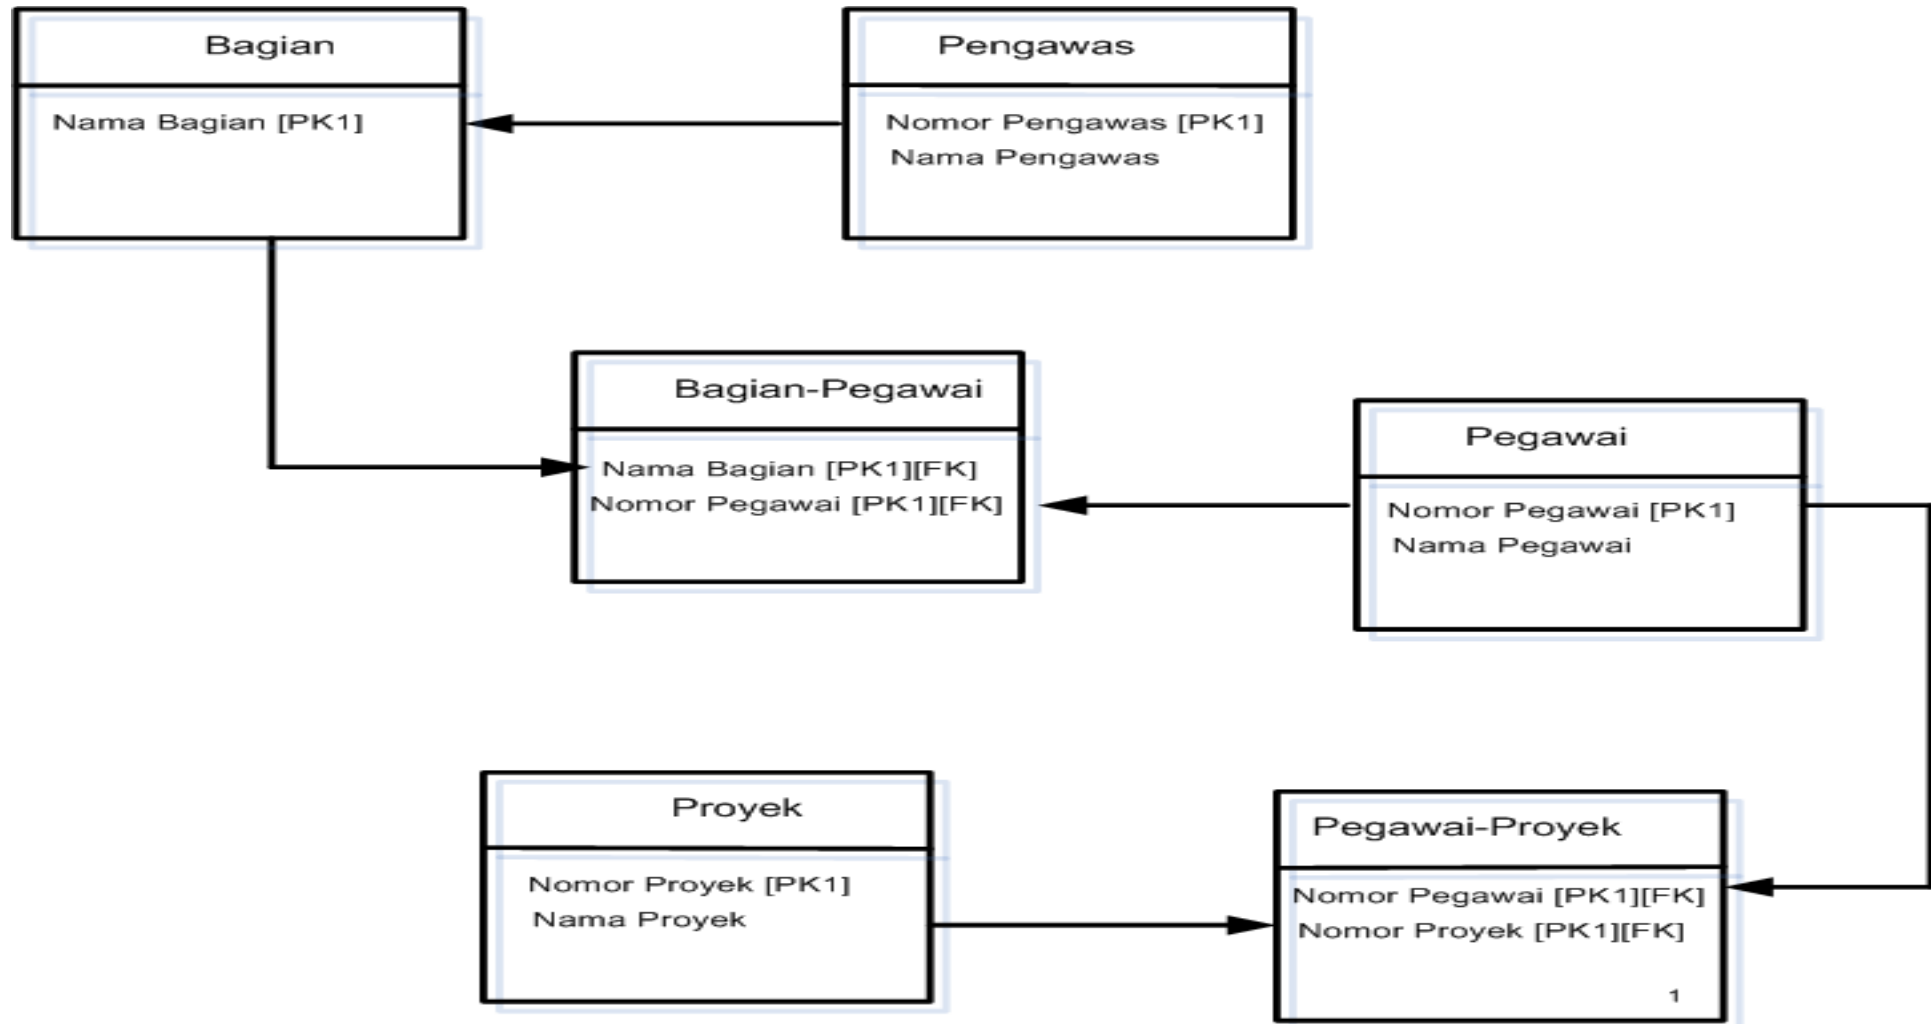 Bagian
Nama Bagian [PK1]
Pengawas
Nomor Pengawas [PK1]
Nama Pengawas
Bagian-Pegawai
Nama Bagian [PK1][FK]
Nomor Pegawai [PK1][FK]
Pegawai
Nomor Pegawai [PK1]
Nama Pegawai
Proyek
Nomor Proyek [PK1]
Nama Proyek
Pegawai-Proyek
Nomor Pegawai [PK1][FK]
Nomor Proyek [PK1][FK]
1